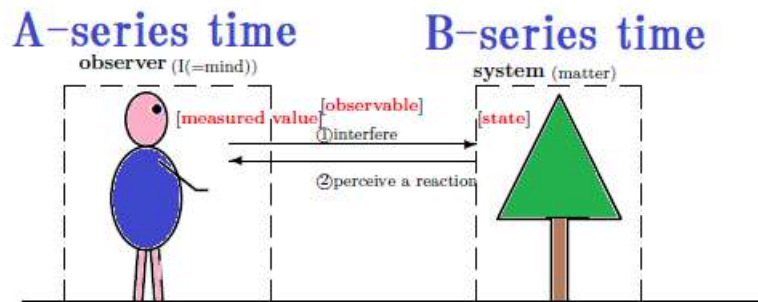 A-series time
B-series time
observer (I(=mind))
system (matter)
[measured value]
[observable]
[state]
①interfere
②perceive a reaction